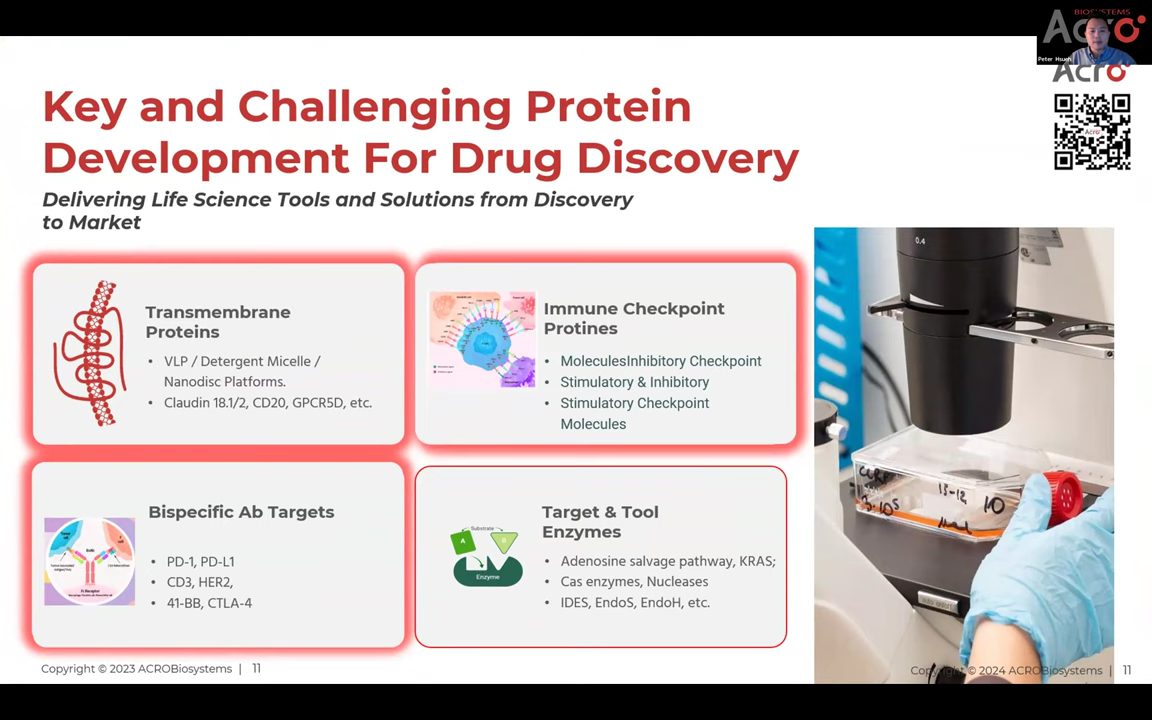 BIOSYSTEMS
Acro
Peter Hsueh
Acro
Acro
Key and Challenging Protein
Development For Drug Discovery
Delivering Life Science Tools and Solutions from Discovery
to Market
0.4
Transmembrane
Proteins
• VLP / Detergent Micelle /
Nanodisc Platforms.
• Claudin 18.1/2, CD20, GPCR5D, etc.
Immune Checkpoint
Protines
• MoleculesInhibitory Checkpoint
• Stimulatory & Inhibitory
• Stimulatory Checkpoint
Molecules
Bispecific Ab Targets
• PD-1, PD-L1
• CD3, HER2,
• 41-BB, CTLA-4
Target & Tool
Enzymes
Substrate
A
B
Enzyme
• Adenosine salvage pathway, KRAS;
• Cas enzymes, Nucleases
• IDES, EndoS, EndoH, etc.
15-12
10
Copyright © 2023 ACROBiosystems | 11
Copyright © 2024 ACROBiosystems | 11